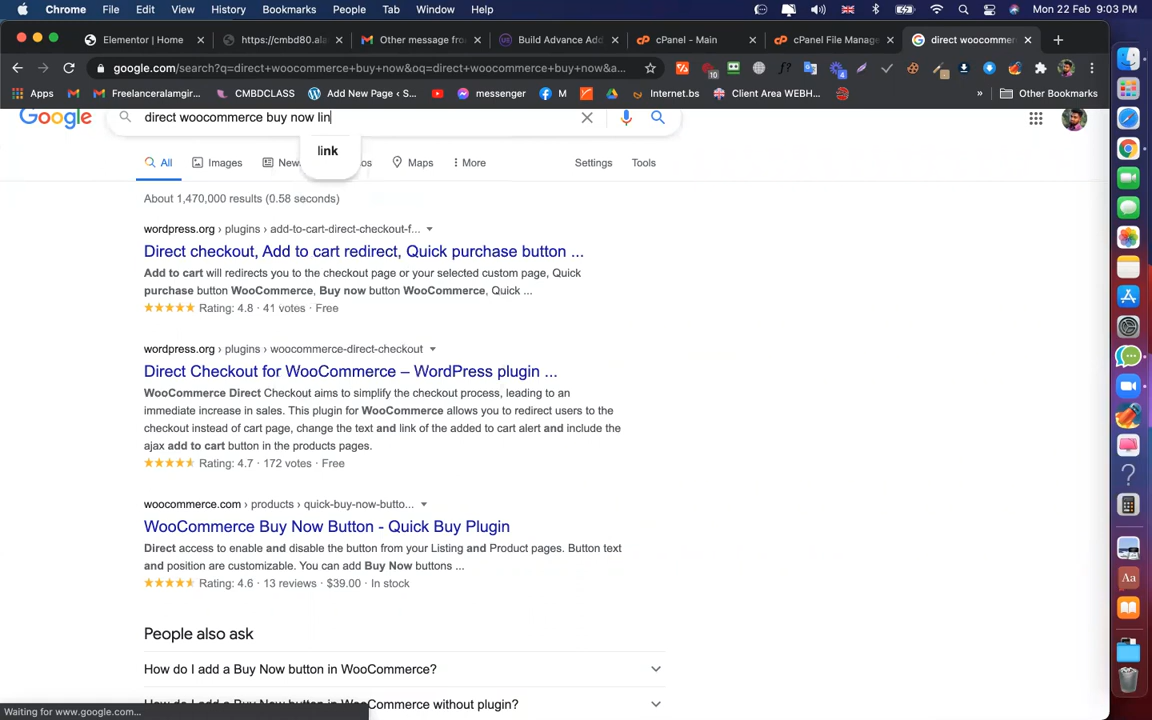 Chrome File Edit View History Bookmarks People Tab Window Help Mon 22 Feb 9:03 PM
Elementor | Home https://cmbd80.ala Other message fro Build Advance Add cPanel - Main cPanel File Manage direct woocommer
google.com/search?q=direct+woocommerce+buy+now&oq=direct+woocommerce+buy+now&a...
Apps Freelanceralamgir... CMBDCLASS Add New Page ‹ S... messenger M Internet.bs Client Area WEBH... » Other Bookmarks
Google direct woocommerce buy now lin
link
All Images New os Maps More Settings Tools
About 1,470,000 results (0.58 seconds)
wordpress.org › plugins › add-to-cart-direct-checkout-f...
Direct checkout, Add to cart redirect, Quick purchase button ...
Add to cart will redirects you to the checkout page or your selected custom page, Quick
purchase button WooCommerce, Buy now button WooCommerce, Quick ...
Rating: 4.8 · 41 votes · Free
wordpress.org › plugins › woocommerce-direct-checkout
Direct Checkout for WooCommerce – WordPress plugin ...
WooCommerce Direct Checkout aims to simplify the checkout process, leading to an
immediate increase in sales. This plugin for WooCommerce allows you to redirect users to the
checkout instead of cart page, change the text and link of the added to cart alert and include the
ajax add to cart button in the products pages.
Rating: 4.7 · 172 votes · Free
woocommerce.com › products › quick-buy-now-butto...
WooCommerce Buy Now Button - Quick Buy Plugin
Direct access to enable and disable the button from your Listing and Product pages. Button text
and position are customizable. You can add Buy Now buttons ...
Rating: 4.6 · 13 reviews · $39.00 · In stock
People also ask
How do I add a Buy Now button in WooCommerce?
How do I add a Buy Now button in WooCommerce without plugin?
Waiting for www.google.com...